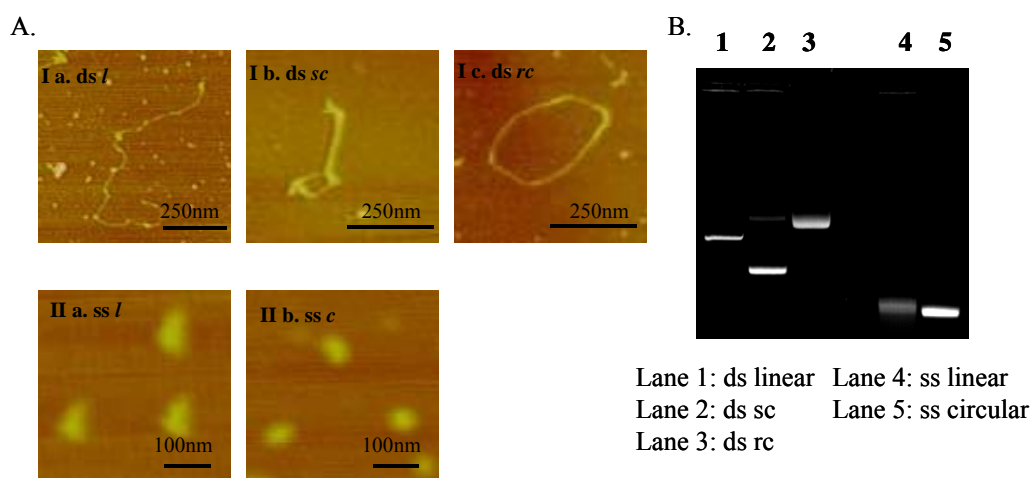 A.
I a. ds l
250nm
I b. ds sc
250nm
I c. ds rc
250nm
II a. ss l
100nm
II b. ss c
100nm
B.
1 2 3 4 5
Lane 1: ds linear Lane 4: ss linear
Lane 2: ds sc Lane 5: ss circular
Lane 3: ds rc